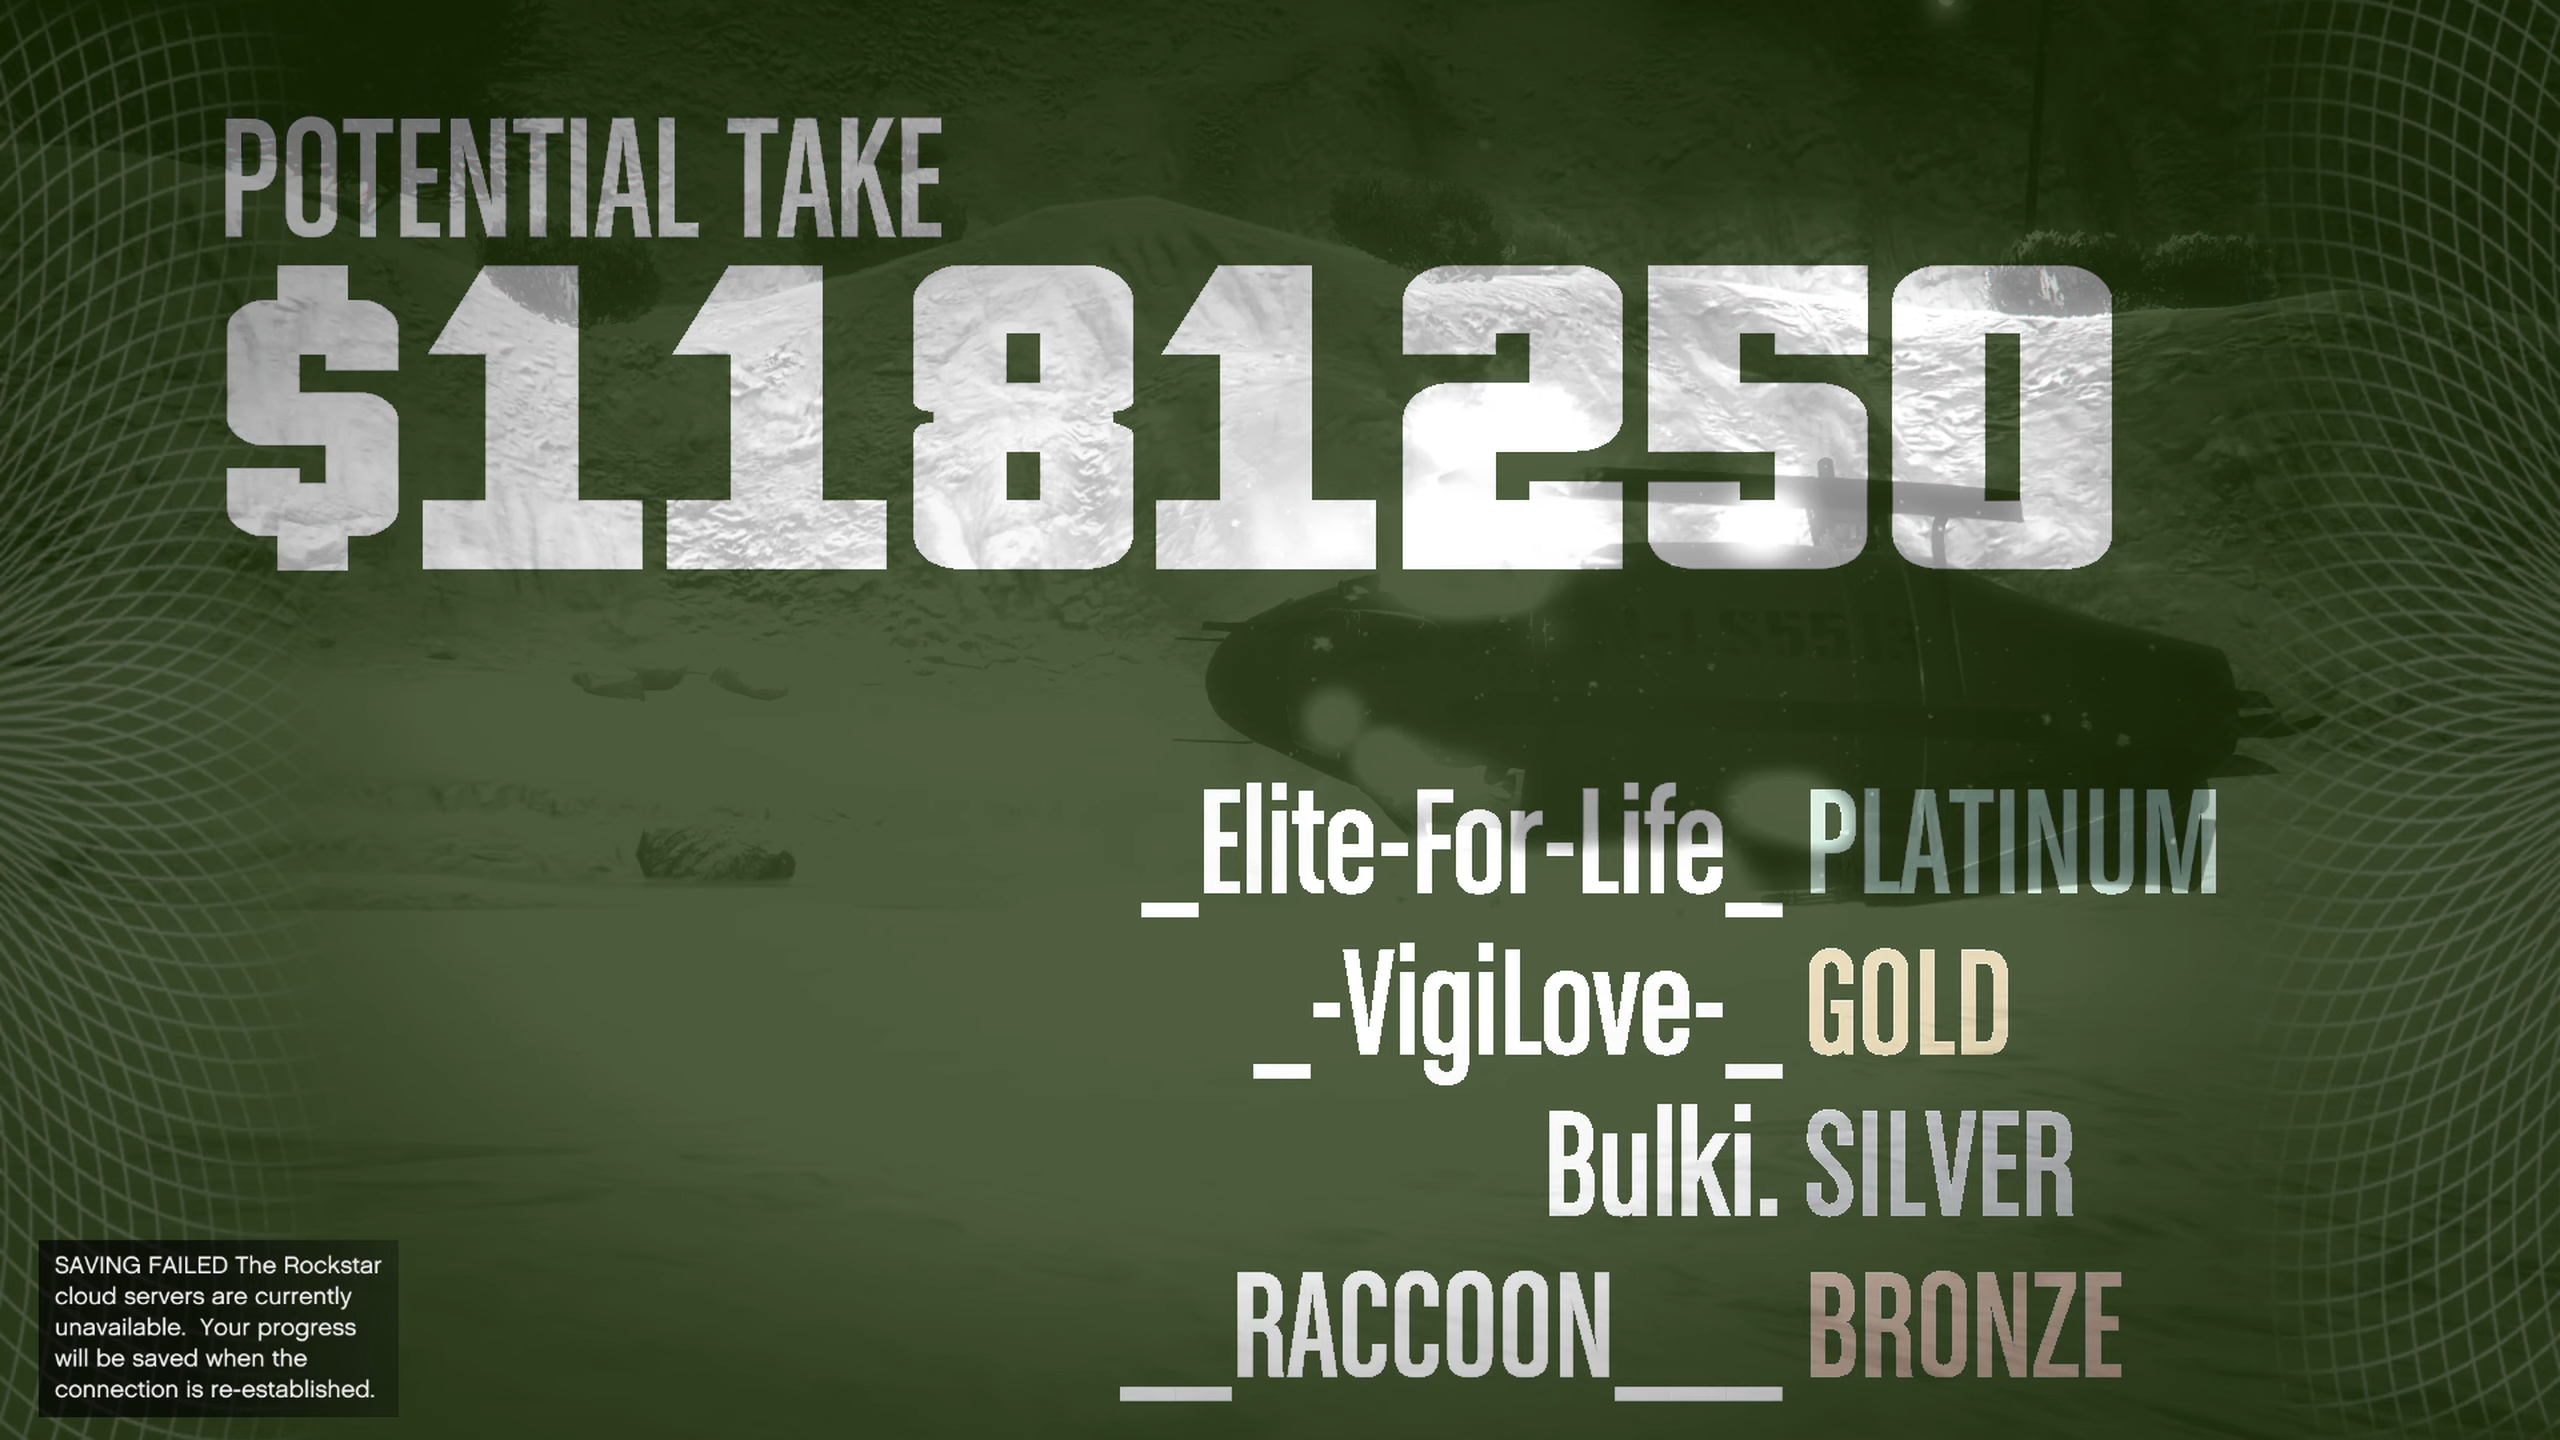 POTENTIAL TAKE
$1181250
_Elite-For-Life_ PLATINUM
_-VigiLove-_ GOLD
Bulki. SILVER
__RACCOON___ BRONZE
SAVING FAILED The Rockstar
cloud servers are currently
unavailable. Your progress
will be saved when the
connection is re-established.